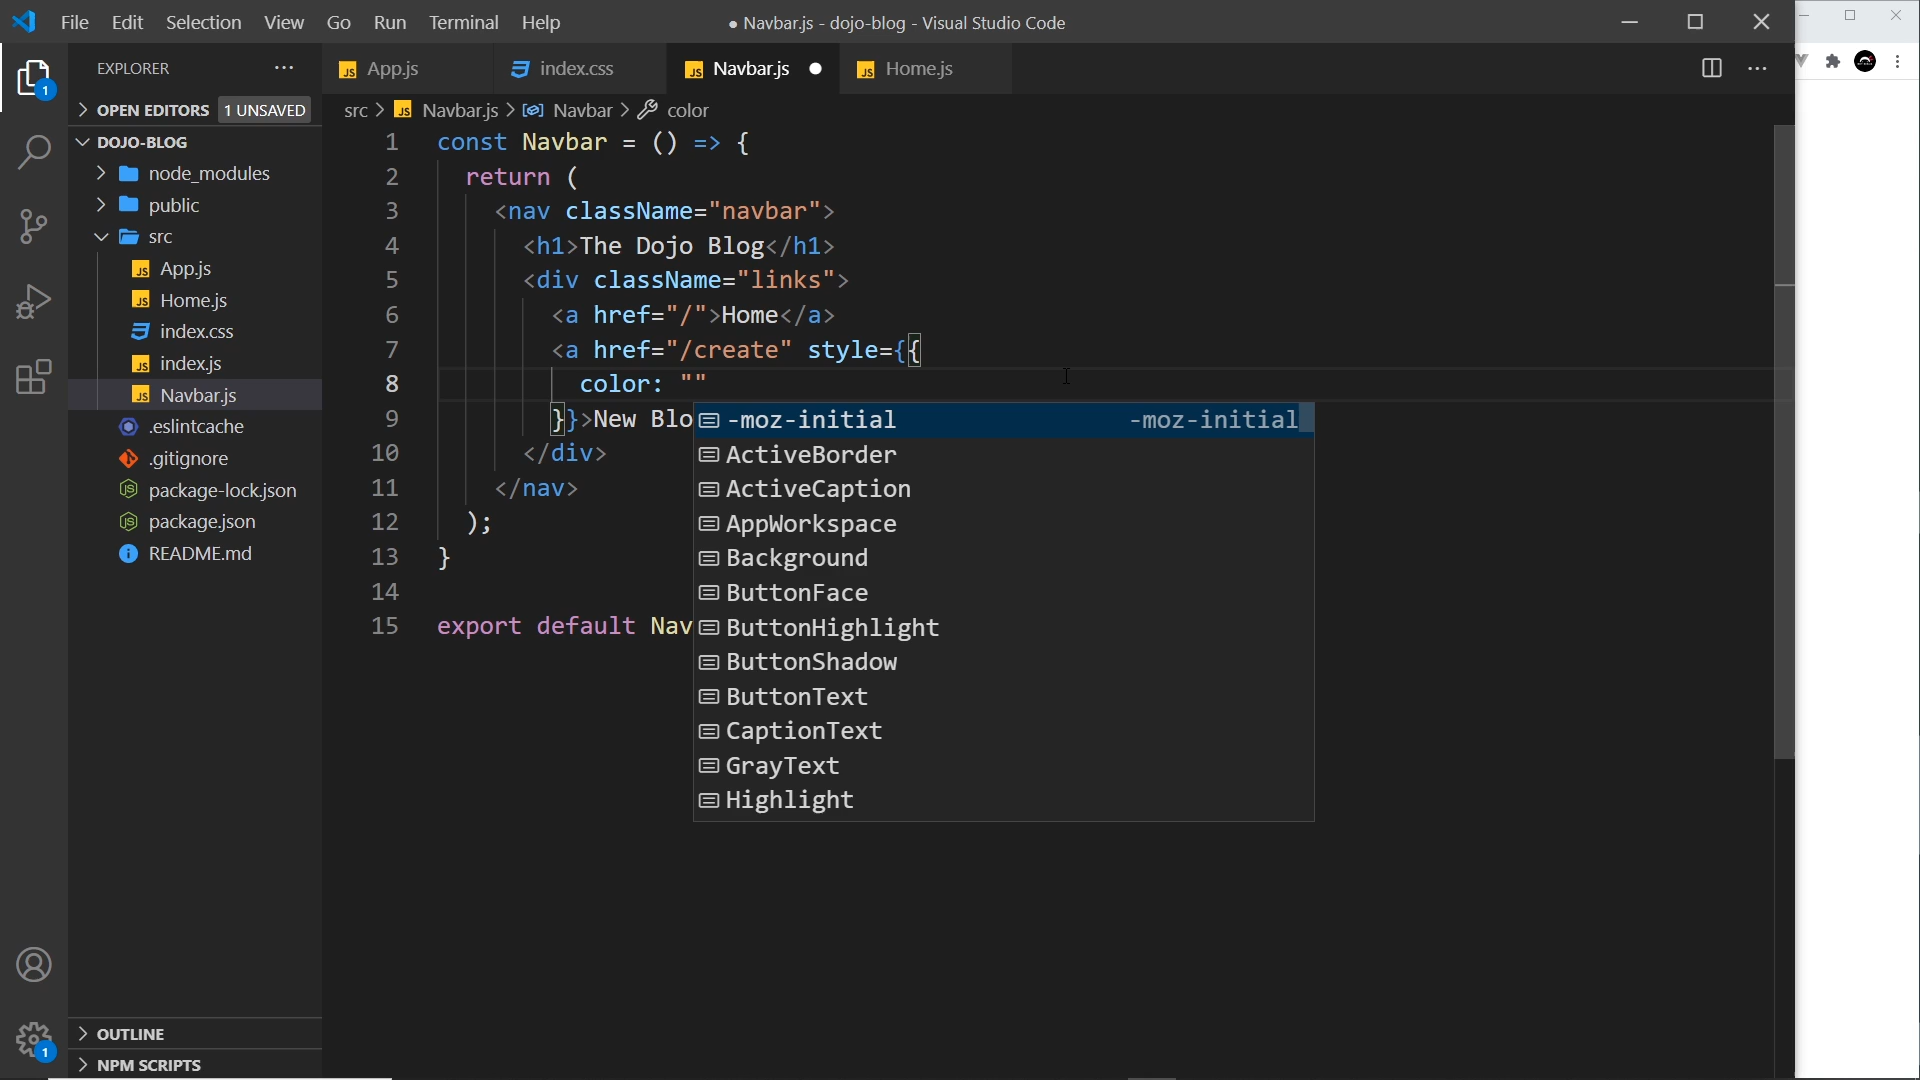 File Edit Selection View Go Run Terminal Help
● Navbar.js - dojo-blog - Visual Studio Code
EXPLORER
OPEN EDITORS 1 UNSAVED
DOJO-BLOG
node_modules
public
src
App.js
Home.js
index.css
index.js
Navbar.js
.eslintcache
.gitignore
package-lock.json
package.json
README.md
OUTLINE
NPM SCRIPTS
1
1
App.js index.css Navbar.js Home.js
src > Navbar.js > Navbar > color
1 const Navbar = () => {
2 return (
3 <nav className="navbar">
4 <h1>The Dojo Blog</h1>
5 <div className="links">
6 <a href="/">Home</a>
7 <a href="/create" style={{
8 color: ""
9 }}>New Blo
10 </div>
11 </nav>
12 );
13 }
14
15 export default Nav
-moz-initial -moz-initial
ActiveBorder
ActiveCaption
AppWorkspace
Background
ButtonFace
ButtonHighlight
ButtonShadow
ButtonText
CaptionText
GrayText
Highlight